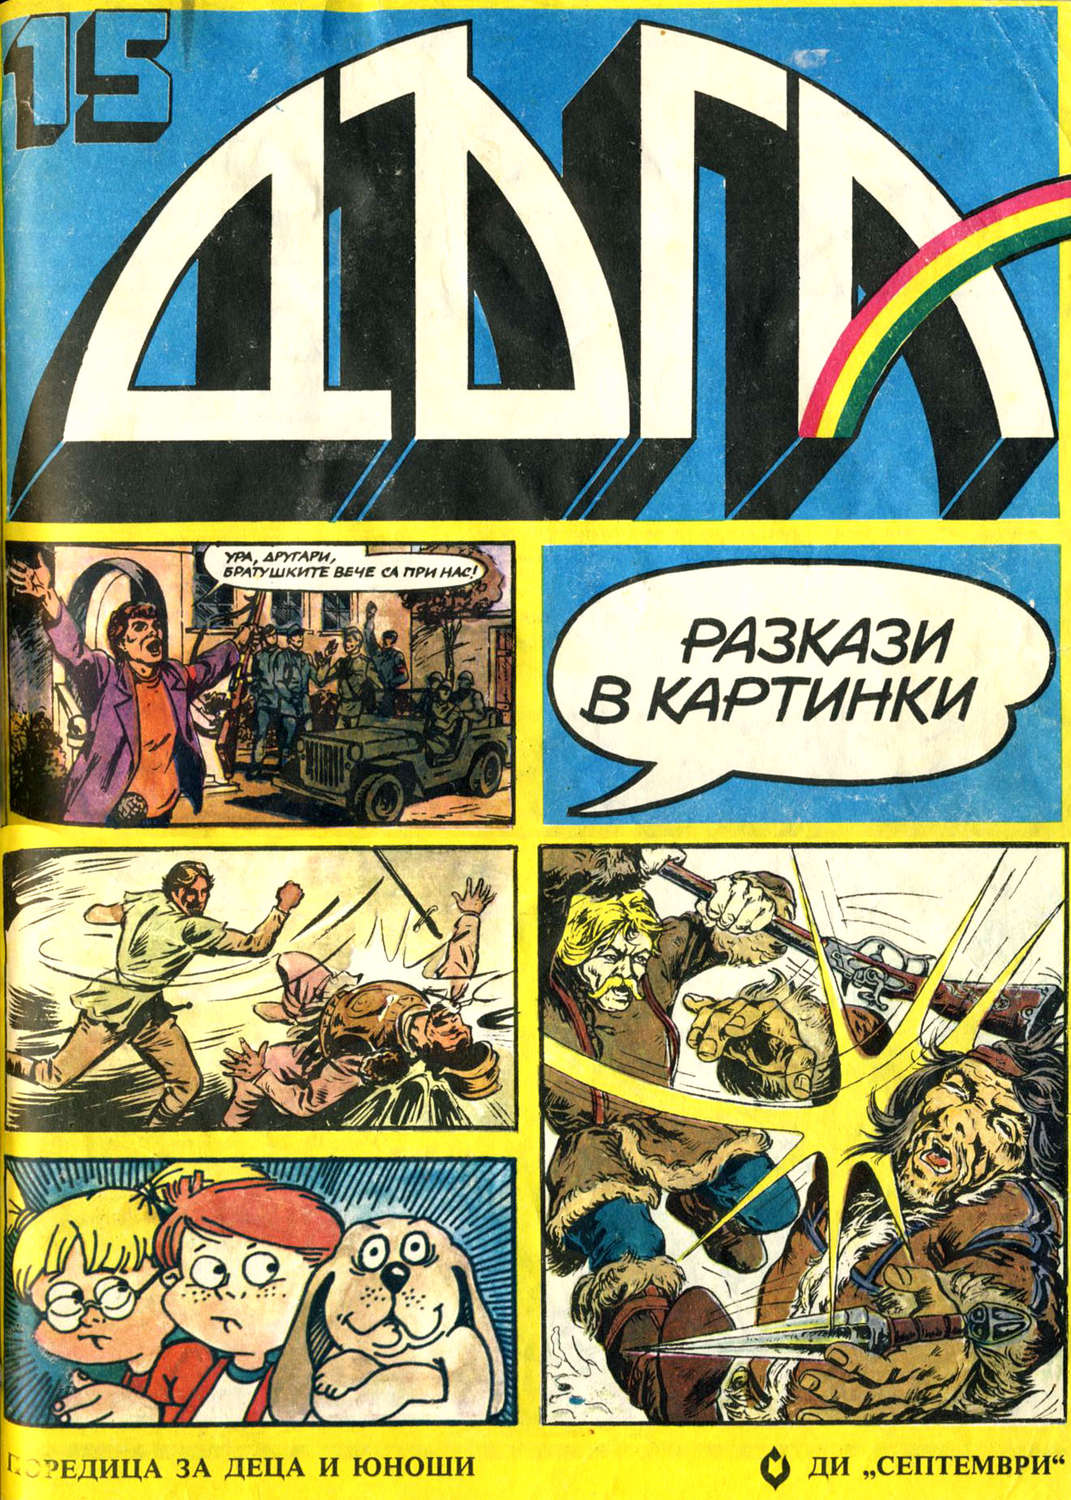 15
ДЪГА
УРА, ДРУГАРИ,
БРАТУШКИТЕ ВЕЧЕ СА ПРИ НАС!
РАЗКАЗИ
В КАРТИНКИ
ПОРЕДИЦА ЗА ДЕЦА И ЮНОШИ
ДИ „СЕПТЕМВРИ“